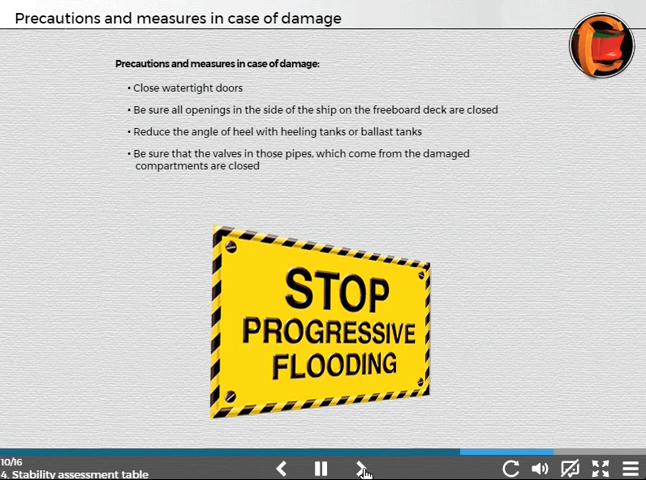 Precautions and measures in case of damage
Precautions and measures in case of damage:
• Close watertight doors
• Be sure all openings in the side of the ship on the freeboard deck are closed
• Reduce the angle of heel with heeling tanks or ballast tanks
• Be sure that the valves in those pipes, which come from the damaged
compartments are closed
STOP
PROGRESSIVE
FLOODING
10/16
4. Stability assessment table